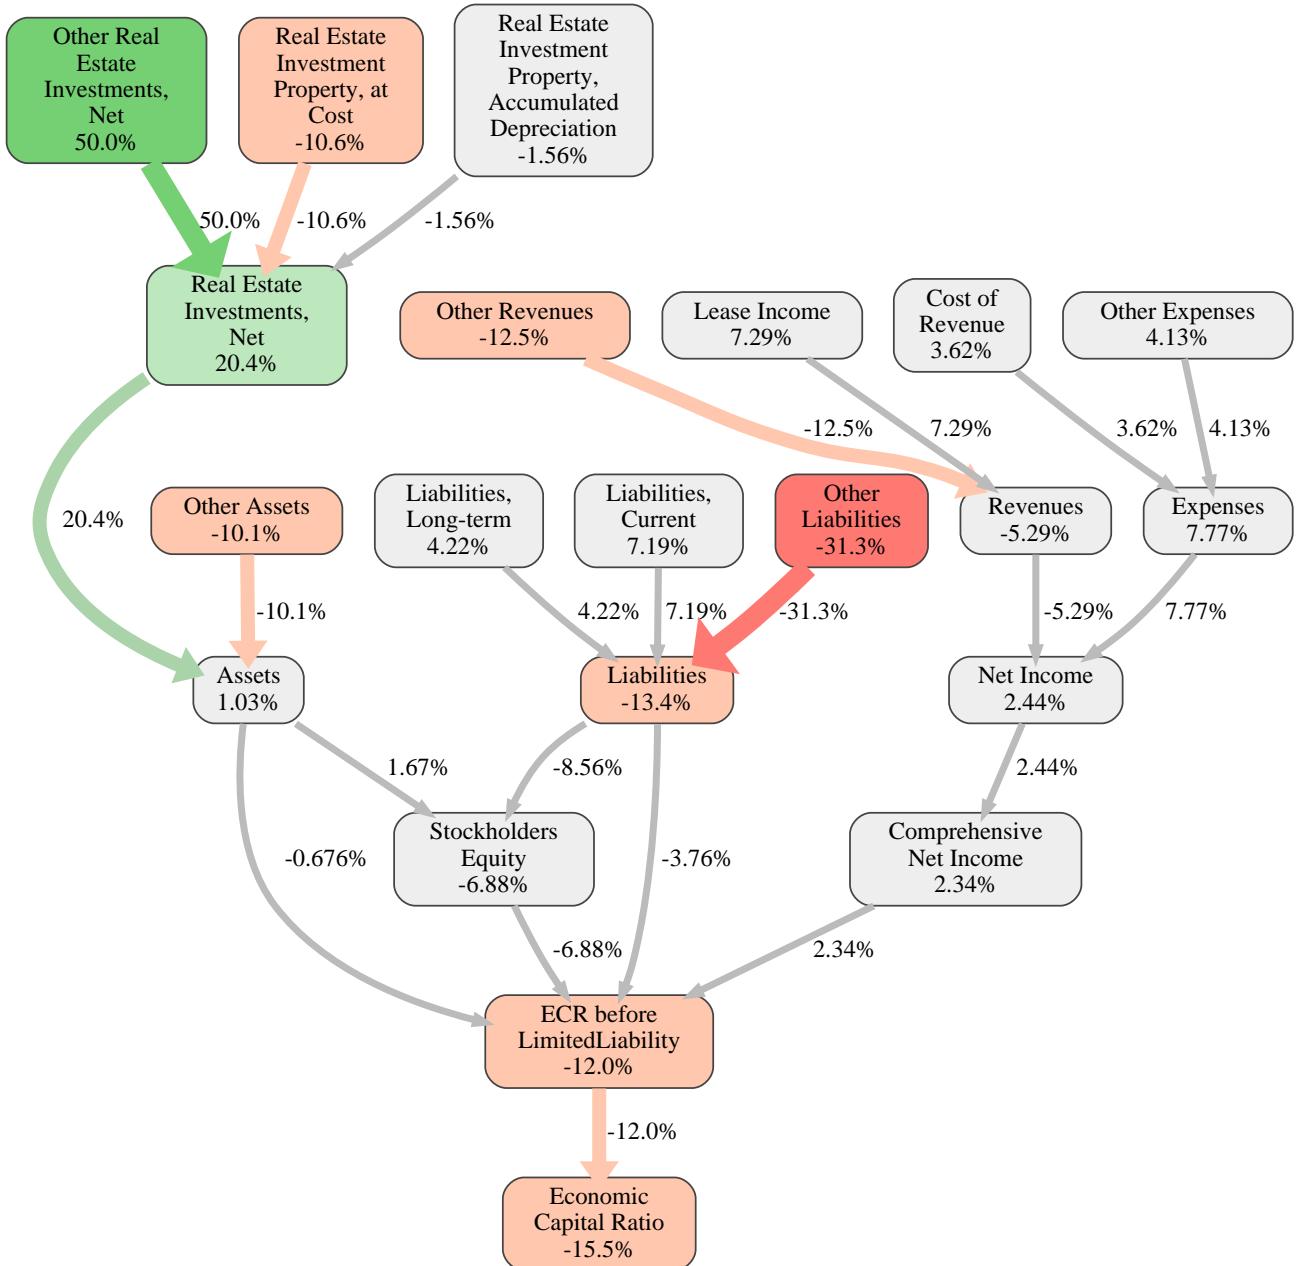 Other Real
Estate
Investments,
Net
50.0%
Real Estate
Investment
Property, at
Cost
-10.6%
Real Estate
Investment
Property,
Accumulated
Depreciation
-1.56%
50.0%
-10.6%
-1.56%
Real Estate
Investments,
Net
20.4%
Other Revenues
-12.5%
Lease Income
7.29%
Cost of
Revenue
3.62%
Other Expenses
4.13%
-12.5%
7.29%
3.62%
4.13%
20.4%
Other Assets
-10.1%
Liabilities,
Long-term
4.22%
Liabilities,
Current
7.19%
Other
Liabilities
-31.3%
Revenues
-5.29%
Expenses
7.77%
-10.1%
4.22%
7.19%
-31.3%
-5.29%
7.77%
Assets
1.03%
Liabilities
-13.4%
Net Income
2.44%
1.67%
-8.56%
2.44%
-0.676%
Stockholders
Equity
-6.88%
-3.76%
Comprehensive
Net Income
2.34%
-6.88%
2.34%
ECR before
LimitedLiability
-12.0%
-12.0%
Economic
Capital Ratio
-15.5%